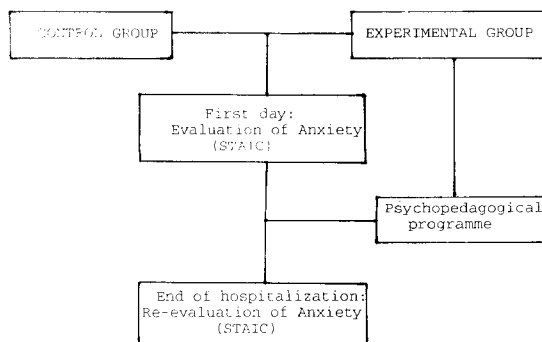 CONTROL GROUP
EXPERIMENTAL GROUP
First day:
Evaluation of Anxiety
(STAIC)
Psychopedagogical
programme
End of hospitalization:
Re-evaluation of Anxiety
(STAIC)